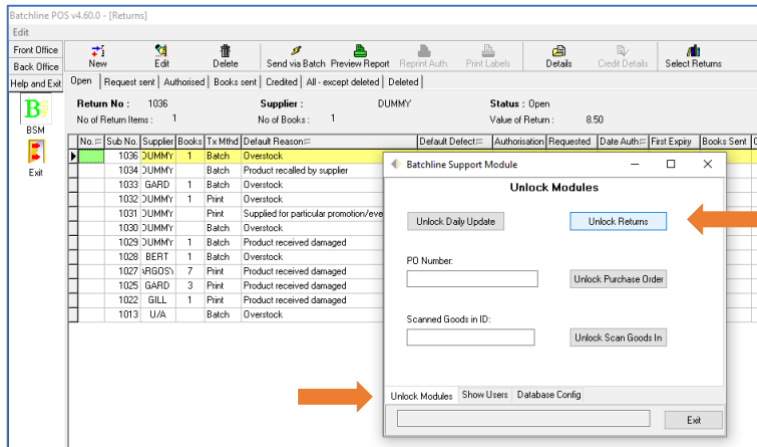 Batchline POS v4.60.0 - [Returns]
Edit
Front Office
Back Office
Help and Exit
BSM
Exit
New Edit Delete Send via Batch Preview Report Reprint Auth. Print Labels Details Credit Details Select Returns
Open Request sent Authorised Books sent Credited All - except deleted Deleted
Return No : 1036 Supplier : DUMMY Status : Open
No of Return Items : 1 No of Books : 1 Value of Return : 8.50
No. Sub No. Supplier Books Tx Mthd Default Reason Default Defect Authorisation Requested Date Auth First Expiry Books Sent
1036 DUMMY 1 Batch Overstock
1034 DUMMY Batch Product recalled by supplier
1033 GARD 1 Batch Overstock
1032 DUMMY 1 Print Overstock
1031 DUMMY Print Supplied for particular promotion/eve
1030 DUMMY Batch Overstock
1029 DUMMY 1 Batch Product received damaged
1028 BERT 1 Batch Overstock
1027 ARGOSY 7 Print Product received damaged
1025 GARD 3 Print Product received damaged
1022 GILL 1 Print Product received damaged
1013 U/A Batch Overstock
Batchline Support Module
Unlock Modules
Unlock Daily Update Unlock Returns
PO Number:
Unlock Purchase Order
Scanned Goods in ID:
Unlock Scan Goods In
Unlock Modules Show Users Database Config
Exit